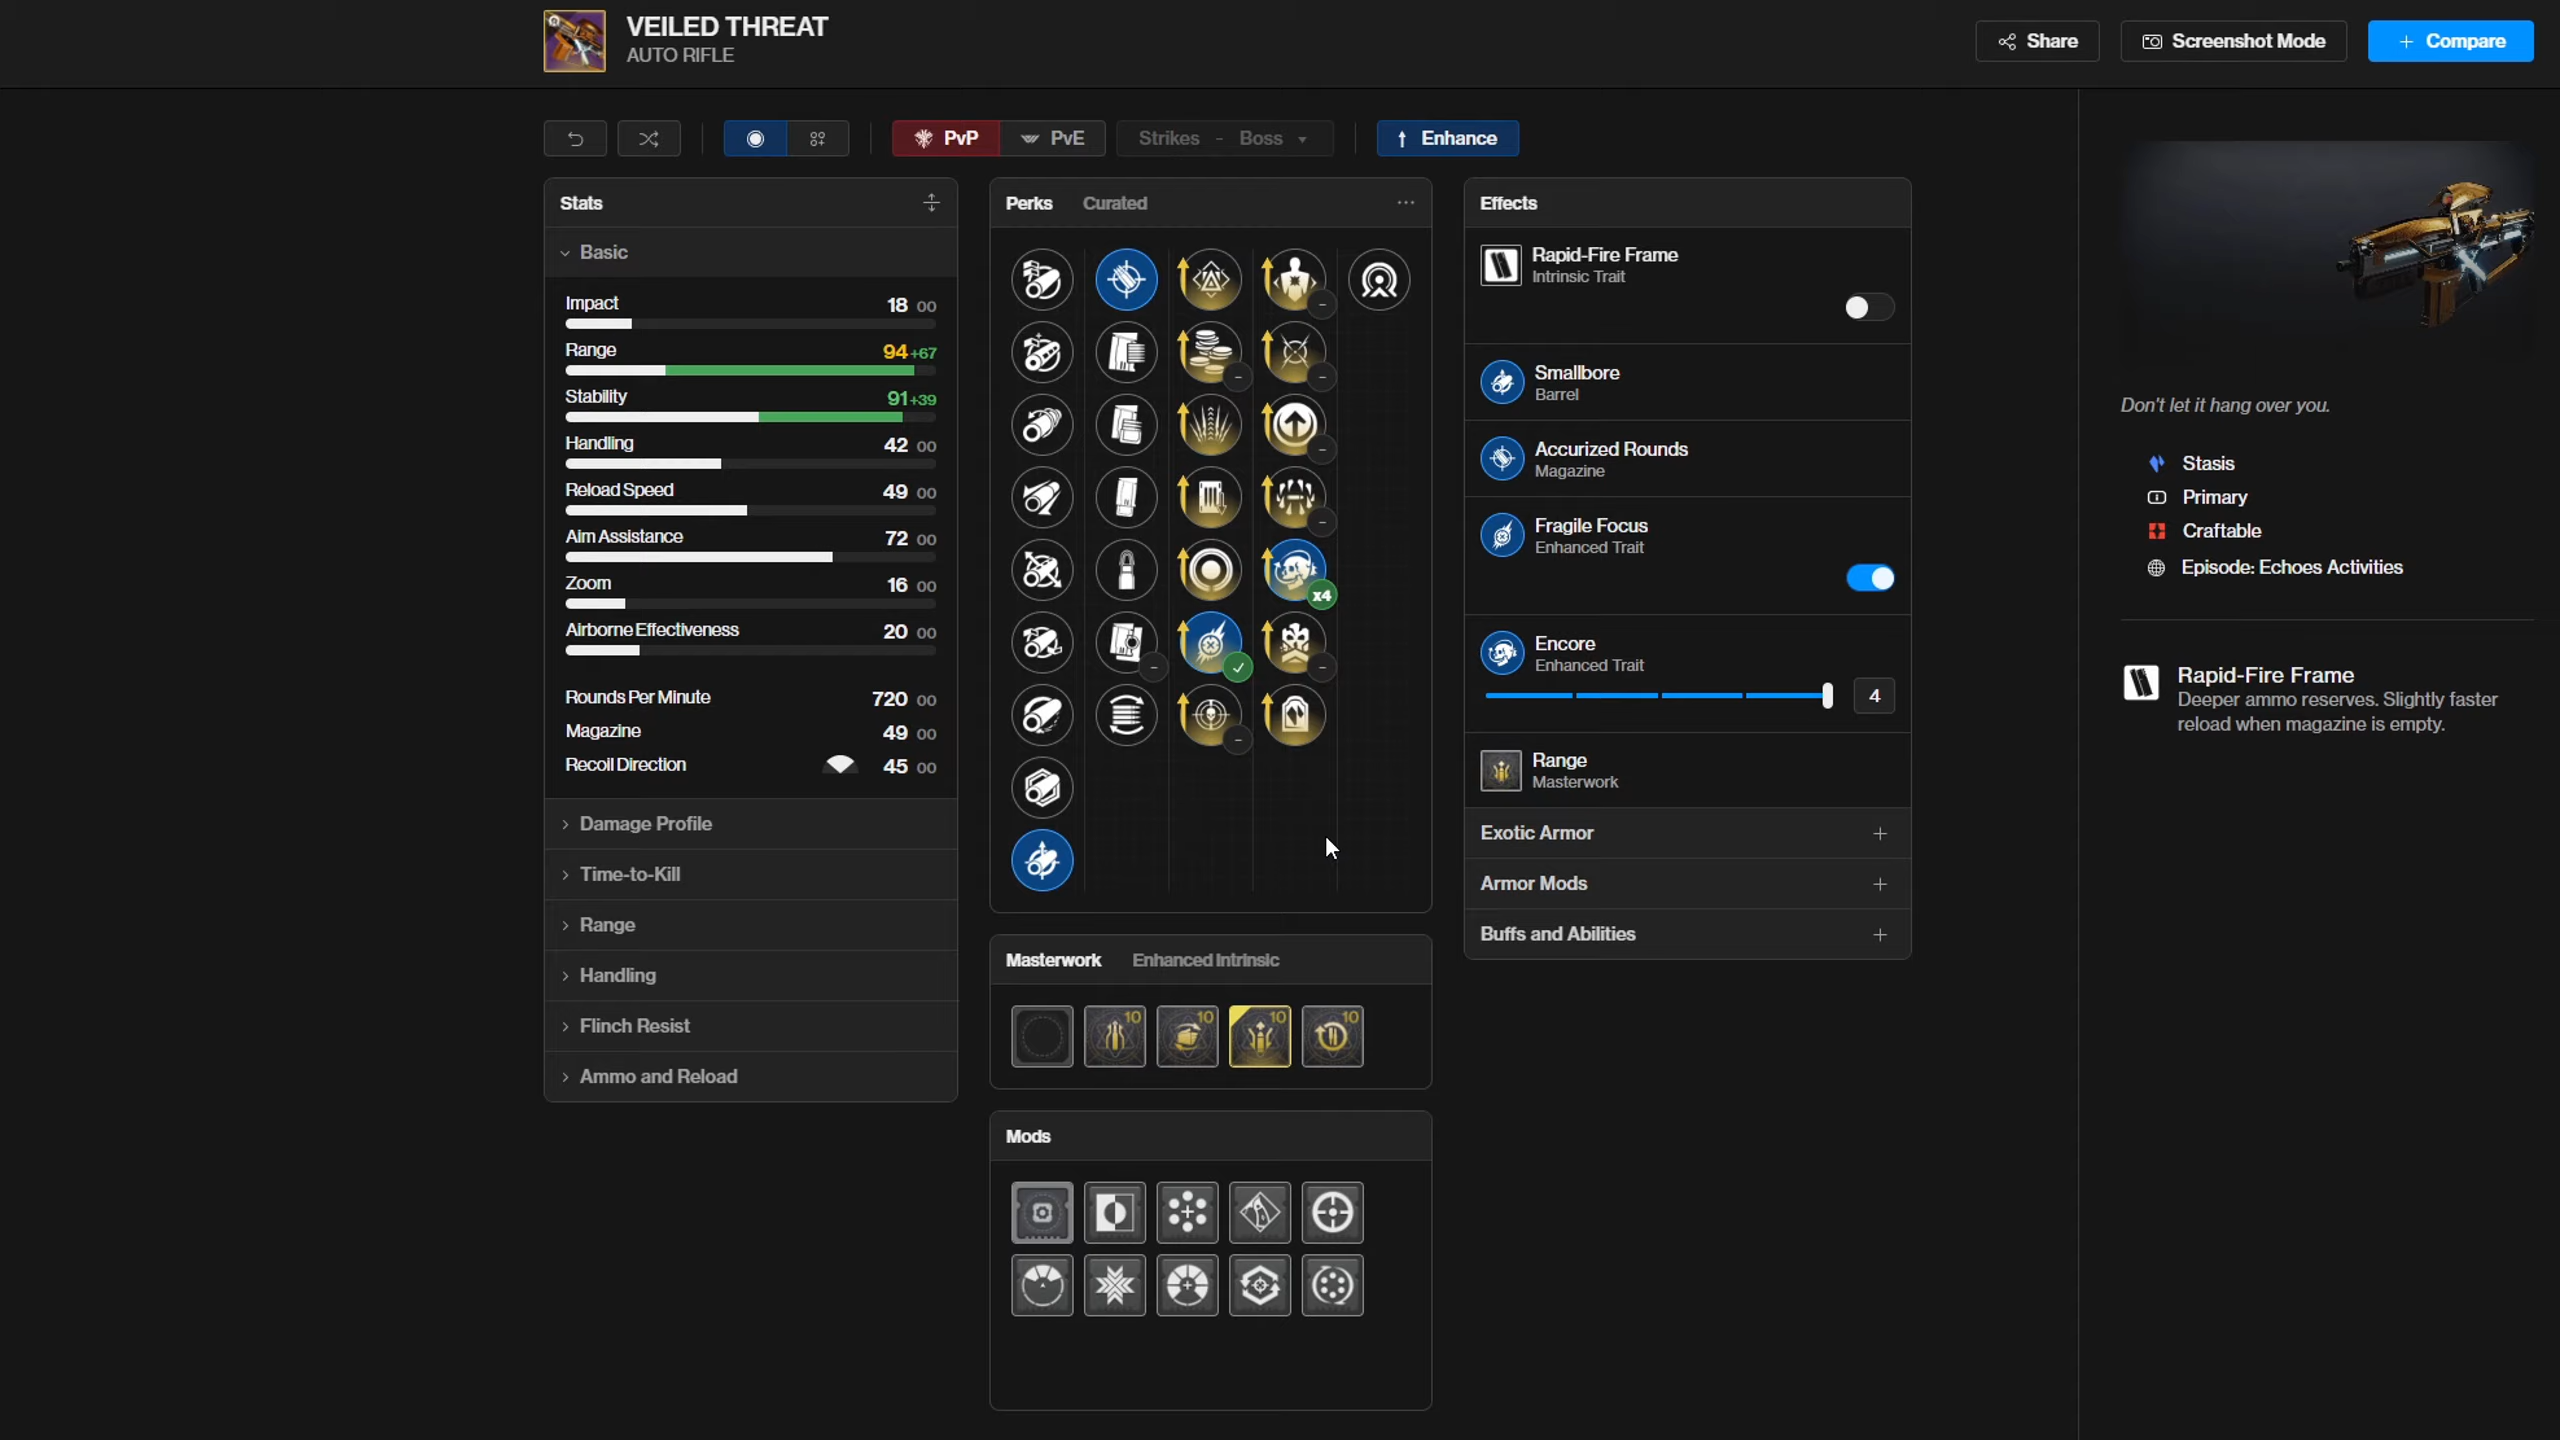 VEILED THREAT
AUTO RIFLE
Share
Screenshot Mode
+ Compare
PvP
PvE
Strikes - Boss
Enhance
Stats
Basic
Impact 18 00
Range 94 +67
Stability 91 +39
Handling 42 00
Reload Speed 49 00
Aim Assistance 72 00
Zoom 16 00
Airborne Effectiveness 20 00
Rounds Per Minute 720 00
Magazine 49 00
Recoil Direction 45 00
Damage Profile
Time-to-Kill
Range
Handling
Flinch Resist
Ammo and Reload
Perks Curated
x4
Masterwork Enhanced Intrinsic
10 10 10 10
Mods
Effects
Rapid-Fire Frame
Intrinsic Trait
Smallbore
Barrel
Accurized Rounds
Magazine
Fragile Focus
Enhanced Trait
Encore
Enhanced Trait
4
Range
Masterwork
Exotic Armor +
Armor Mods +
Buffs and Abilities +
Don't let it hang over you.
Stasis
Primary
Craftable
Episode: Echoes Activities
Rapid-Fire Frame
Deeper ammo reserves. Slightly faster
reload when magazine is empty.